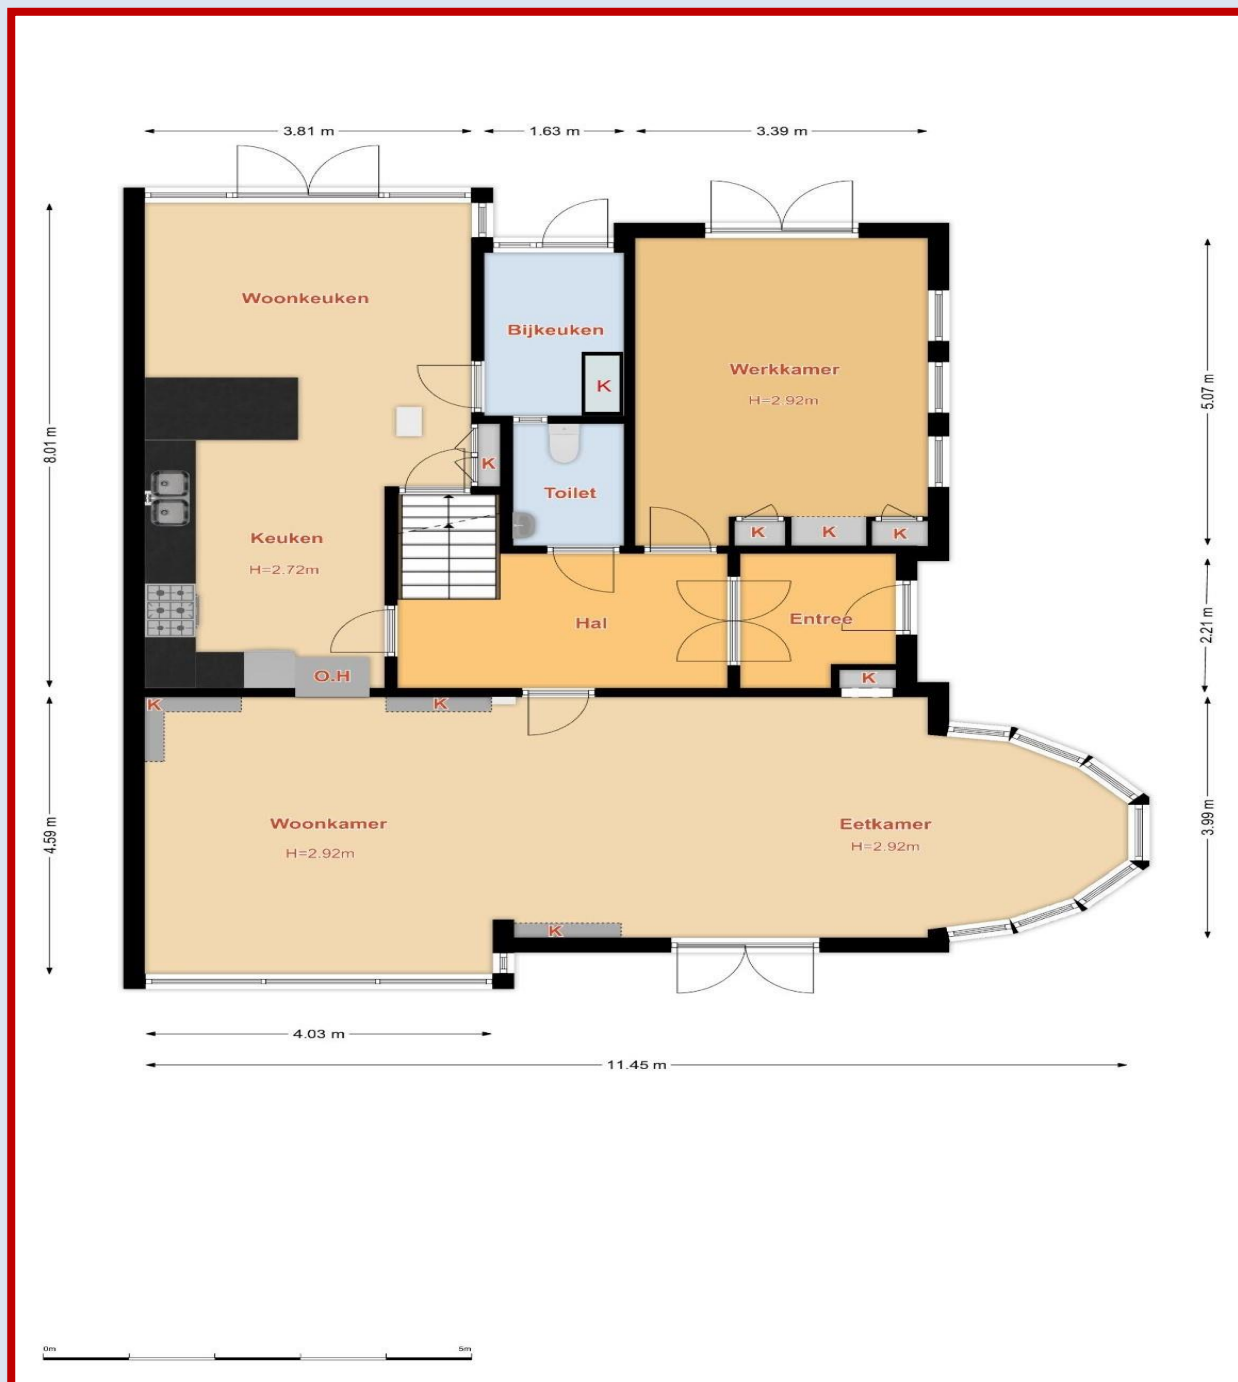 3.81 m
1.63 m
3.39 m
Woonkeuken
Bijkeuken
K
Werkkamer
H=2.92m
5.07 m
8.01 m
K
Toilet
K
K
K
Keuken
H=2.72m
Hal
Entree
2.21 m
O.H
K
K
K
Woonkamer
H=2.92m
Eetkamer
H=2.92m
4.59 m
3.99 m
K
4.03 m
11.45 m
0m
5m